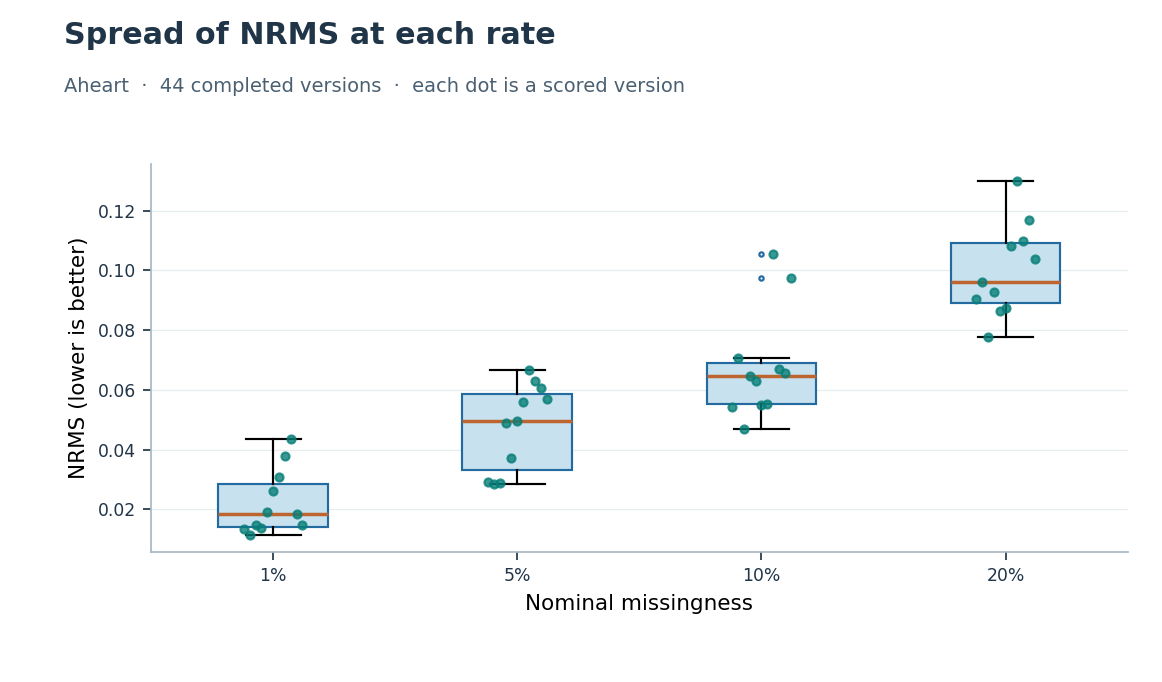 Spread of NRMS at each rate
Aheart · 44 completed versions · each dot is a scored version
NRMS (lower is better)
0.12
0.10
0.08
0.06
0.04
0.02
1%
5%
10%
20%
Nominal missingness